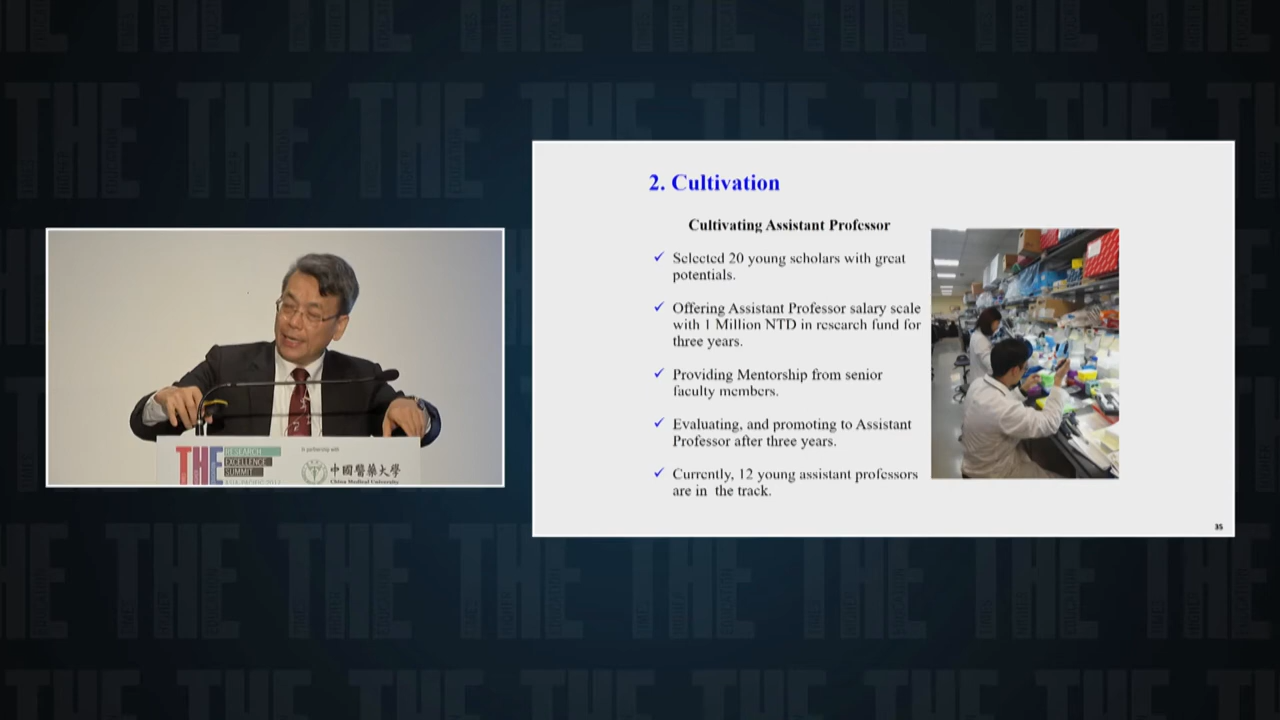 THE
RESEARCH
EXCELLENCE
SUMMIT
ASIA-PACIFIC 2017
In partnership with
中國醫藥大學
China Medical University
2. Cultivation
Cultivating Assistant Professor
✓ Selected 20 young scholars with great
potentials.
✓ Offering Assistant Professor salary scale
with 1 Million NTD in research fund for
three years.
✓ Providing Mentorship from senior
faculty members.
✓ Evaluating, and promoting to Assistant
Professor after three years.
✓ Currently, 12 young assistant professors
are in the track.
35